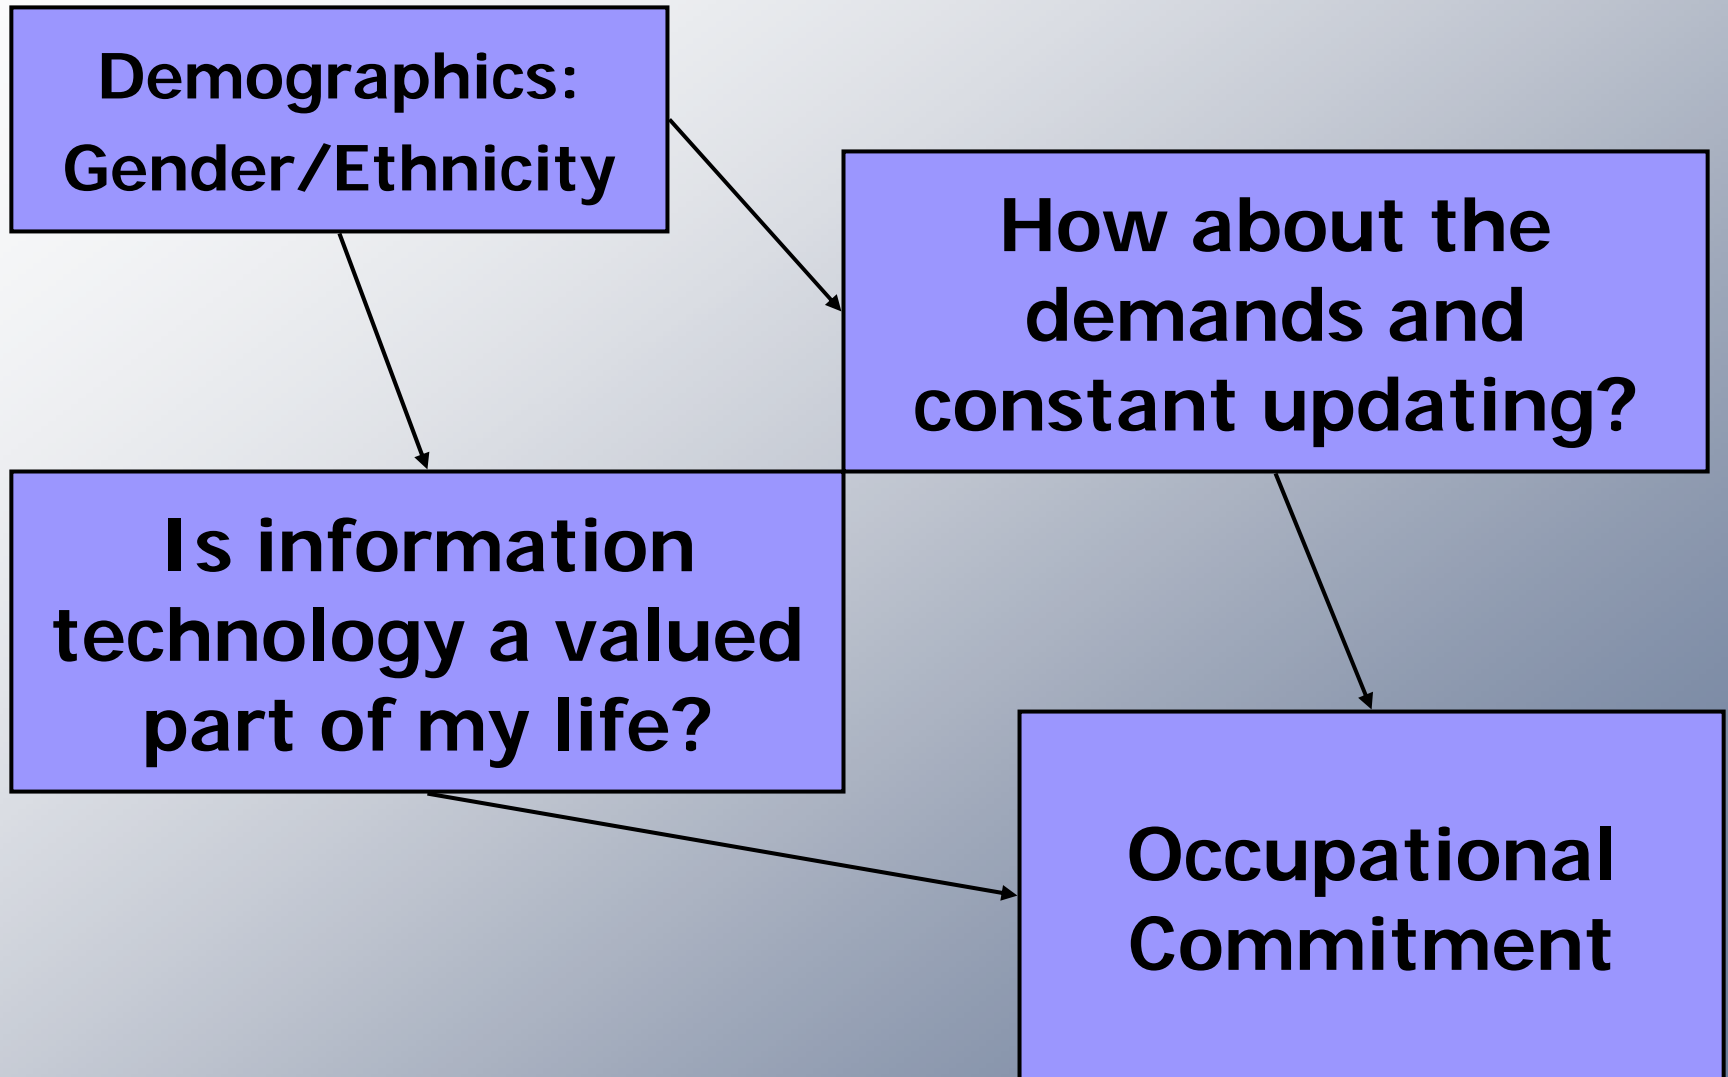 Demographics:
Gender/Ethnicity
How about the
demands and
constant updating?
Is information
technology a valued
part of my life?
Occupational
Commitment